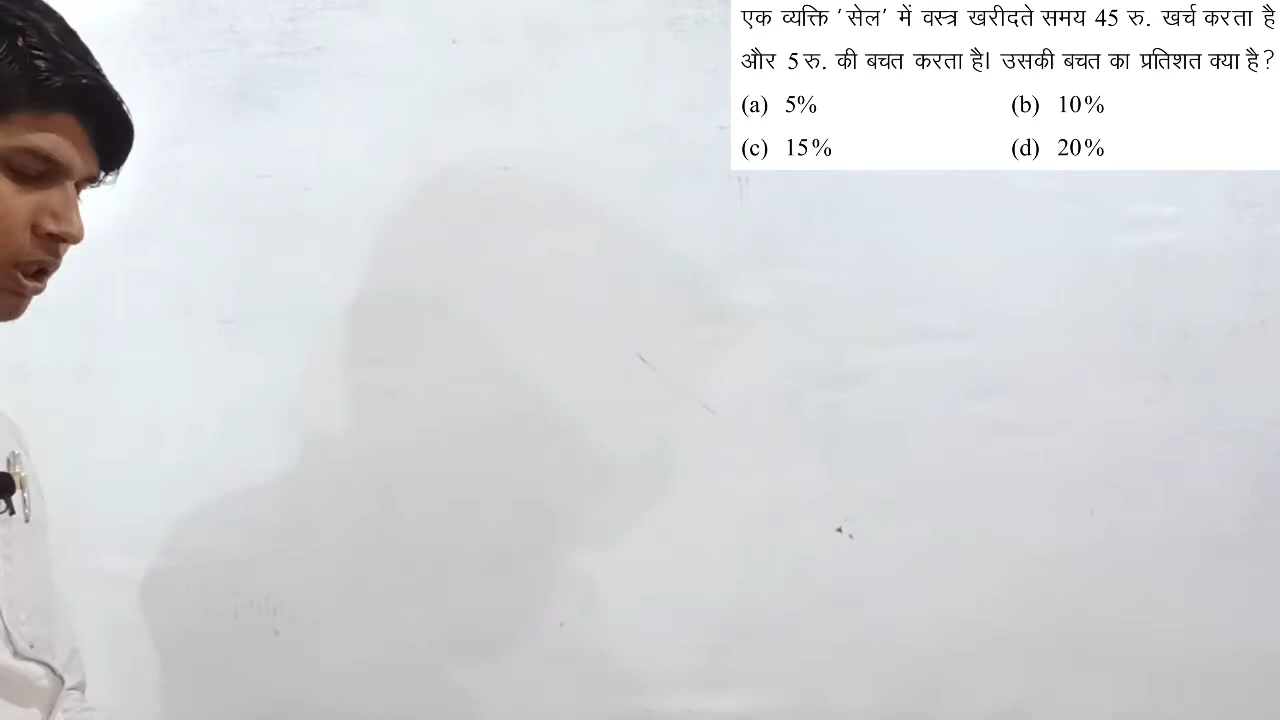 एक व्यक्ति 'सेल' में वस्त्र खरीदते समय 45 रु. खर्च करता है
और 5 रु. की बचत करता है। उसकी बचत का प्रतिशत क्या है?
(a) 5% (b) 10%
(c) 15% (d) 20%